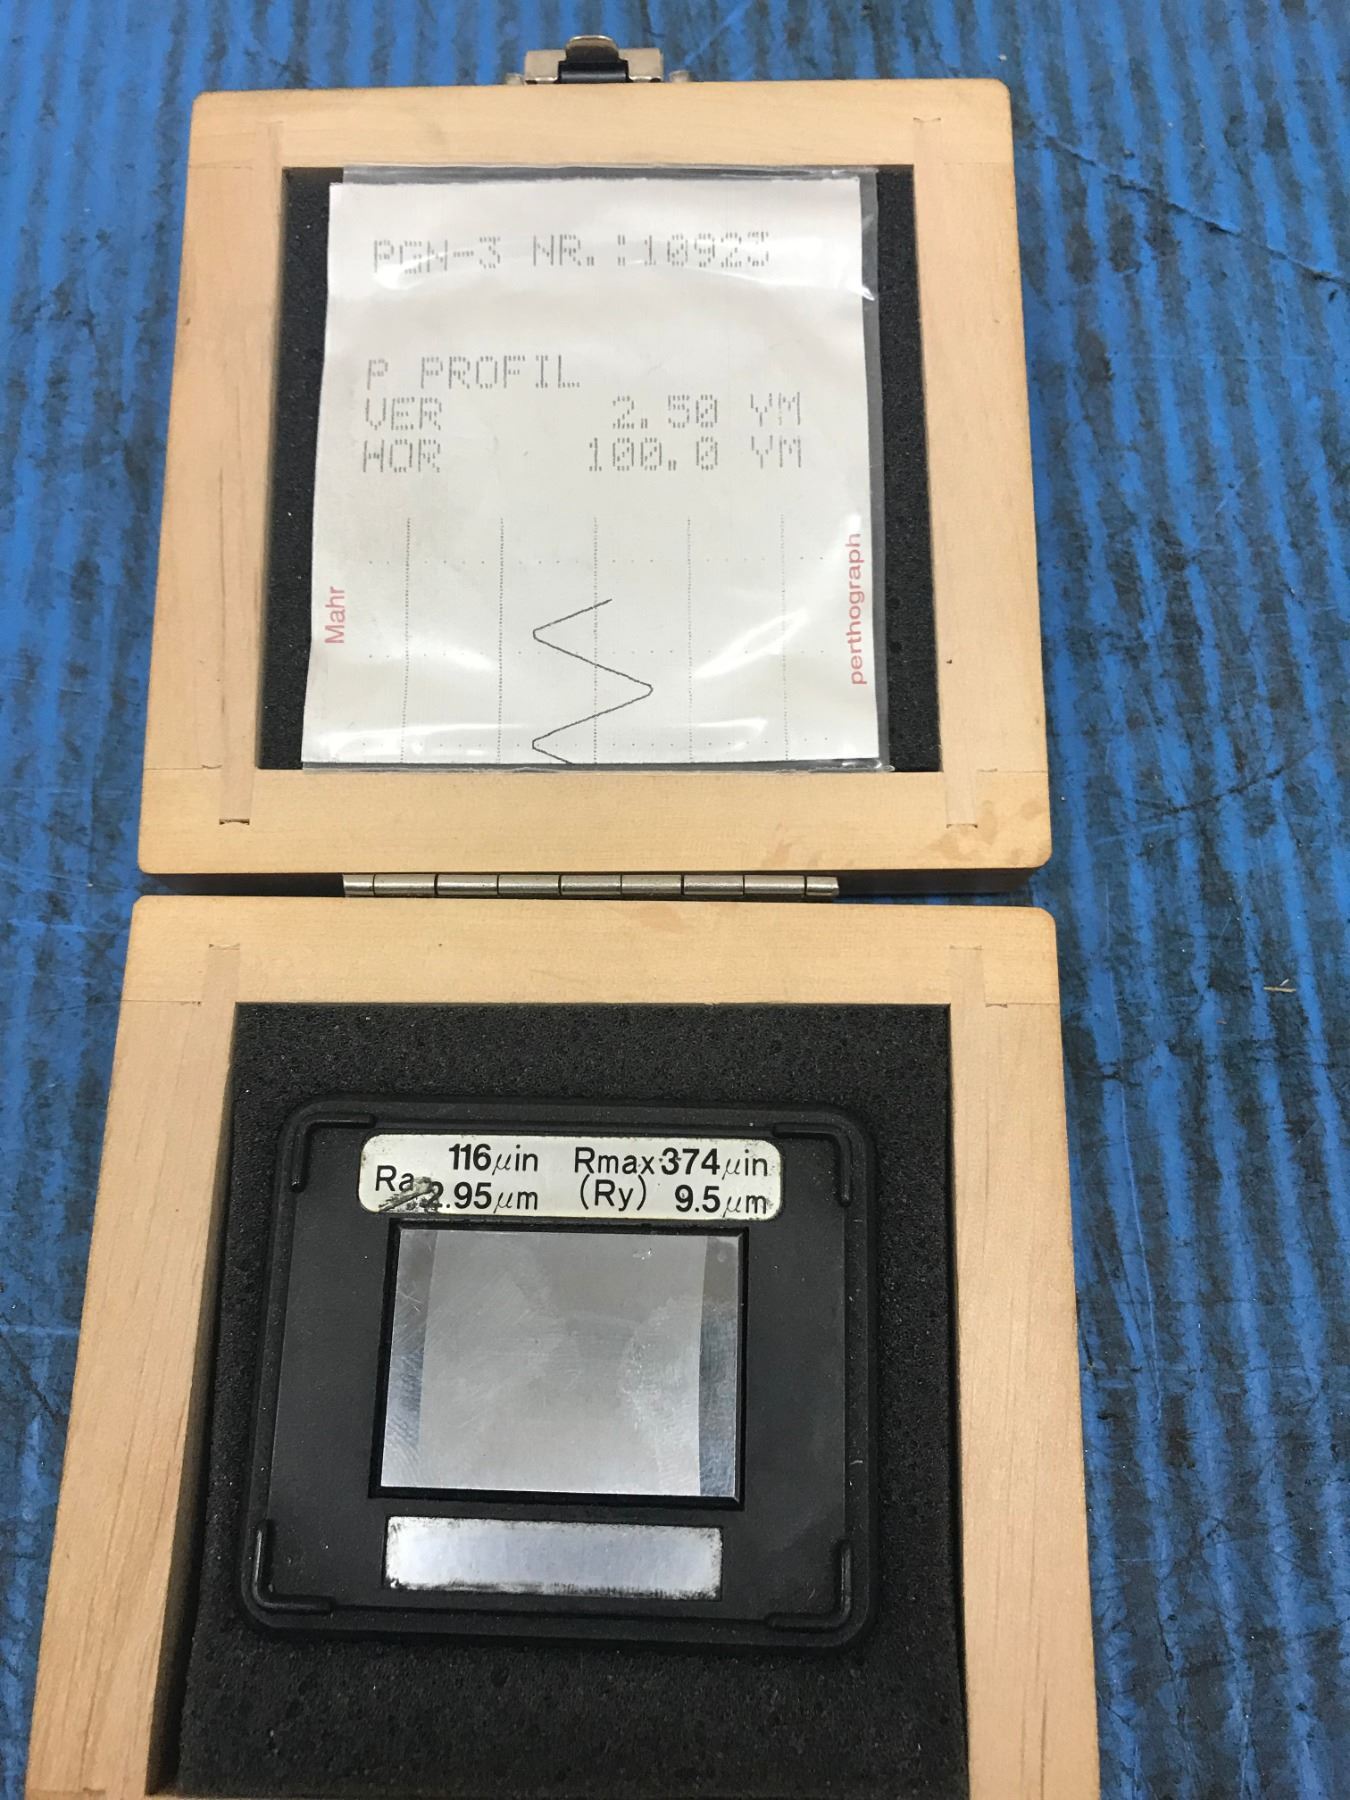 PGN-3 NR.:10923
P PROFIL
VER 2.50 YM
HOR 100.0 YM
Mahr
perthograph
116µin Rmax 374µin
Ra 2.95µm (Ry) 9.5µm